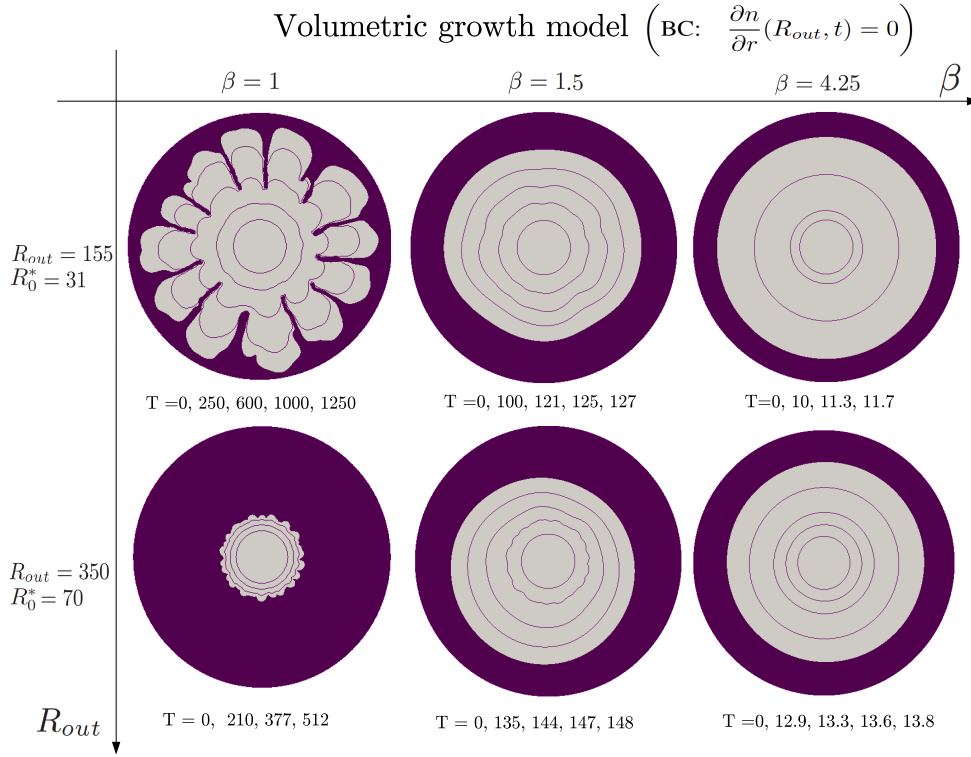 Volumetric growth model (BC: ∂n/∂r (R_out, t) = 0)
β = 1
β = 1.5
β = 4.25
β
R_out = 155
R_0^* = 31
T =0, 250, 600, 1000, 1250
T =0, 100, 121, 125, 127
T=0, 10, 11.3, 11.7
R_out = 350
R_0^* = 70
R_out
T = 0, 210, 377, 512
T = 0, 135, 144, 147, 148
T =0, 12.9, 13.3, 13.6, 13.8